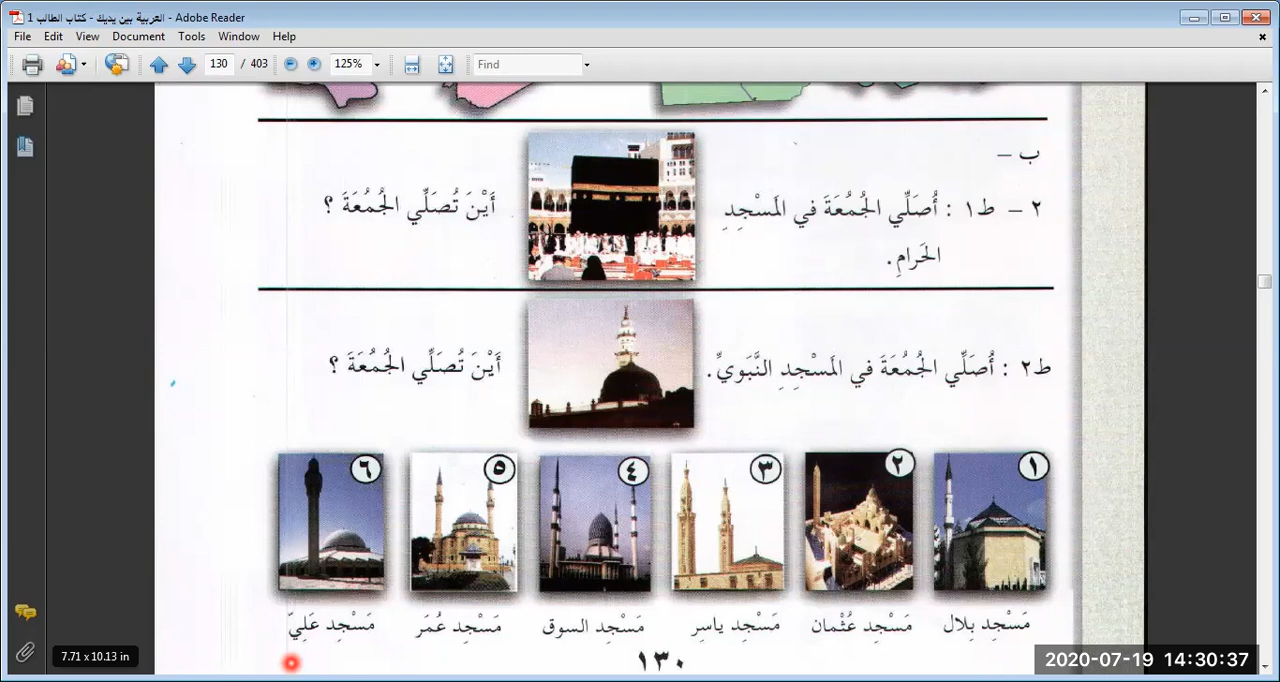 العربية بين يديك - كتاب الطالب 1 - Adobe Reader
File Edit View Document Tools Window Help
130 / 403 125% Find
ب –
٢ – ط١ : أُصَلِّي الجُمُعَةَ في المَسْجِدِ
الحَرامِ.
أَيْنَ تُصَلِّي الجُمُعَةَ ؟
ط٢ : أُصَلِّي الجُمُعَةَ في المَسْجِدِ النَّبَوِيِّ.
أَيْنَ تُصَلِّي الجُمُعَةَ ؟
١ ٢ ٣ ٤ ٥ ٦
مَسْجِد بِلال مَسْجِد عُثْمان مَسْجِد ياسِر مَسْجِد السوق مَسْجِد عُمَر مَسْجِد عَلِيّ
١٣٠
7.71 x 10.13 in
2020-07-19 14:30:37